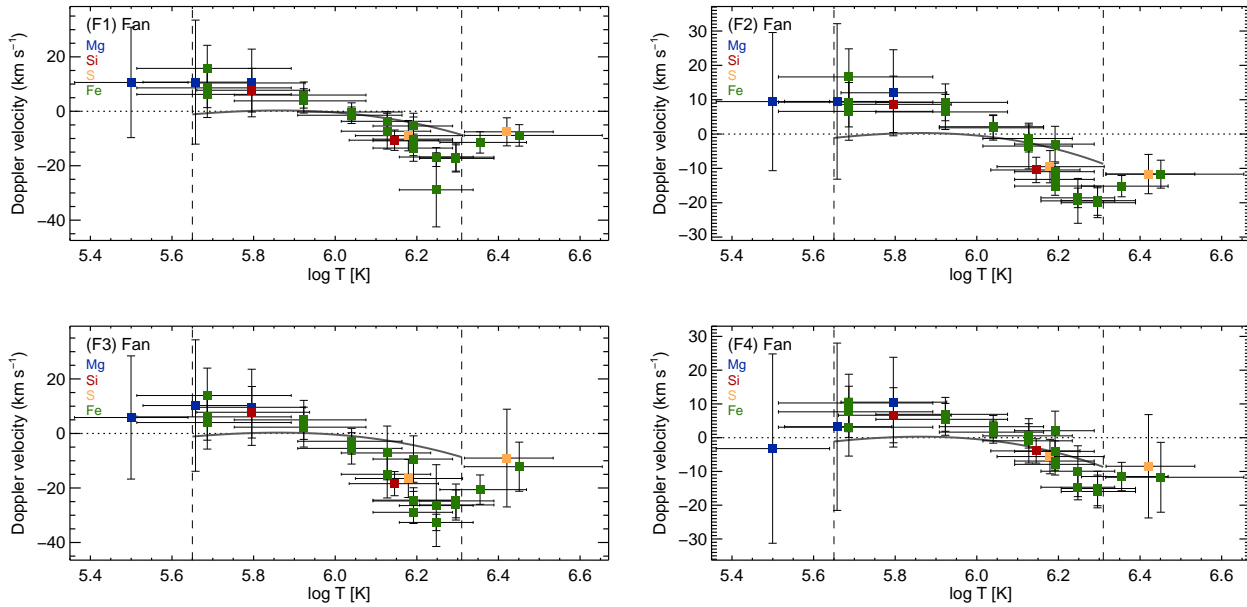 (F1) Fan
Mg
Si
S
Fe
20
0
−20
−40
Doppler velocity (km s⁻¹)
5.4 5.6 5.8 6.0 6.2 6.4 6.6
log T [K]
(F2) Fan
Mg
Si
S
Fe
30
20
10
0
−10
−20
−30
Doppler velocity (km s⁻¹)
5.4 5.6 5.8 6.0 6.2 6.4 6.6
log T [K]
(F3) Fan
Mg
Si
S
Fe
20
0
−20
−40
Doppler velocity (km s⁻¹)
5.4 5.6 5.8 6.0 6.2 6.4 6.6
log T [K]
(F4) Fan
Mg
Si
S
Fe
30
20
10
0
−10
−20
−30
Doppler velocity (km s⁻¹)
5.4 5.6 5.8 6.0 6.2 6.4 6.6
log T [K]